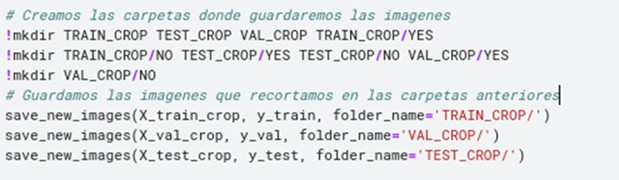 # Creamos las carpetas donde guardaremos las imagenes
!mkdir TRAIN_CROP TEST_CROP VAL_CROP TRAIN_CROP/YES
!mkdir TRAIN_CROP/NO TEST_CROP/YES TEST_CROP/NO VAL_CROP/YES
!mkdir VAL_CROP/NO
# Guardamos las imagenes que recortamos en las carpetas anteriores
save_new_images(X_train_crop, y_train, folder_name='TRAIN_CROP/')
save_new_images(X_val_crop, y_val, folder_name='VAL_CROP/')
save_new_images(X_test_crop, y_test, folder_name='TEST_CROP/')